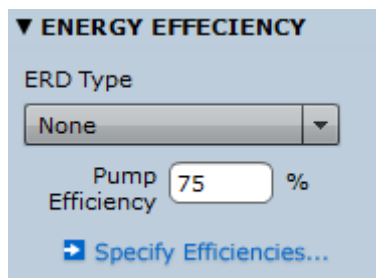 ▼ ENERGY EFFECIENCY
ERD Type
None
Pump
Efficiency
75 %
Specify Efficiencies...